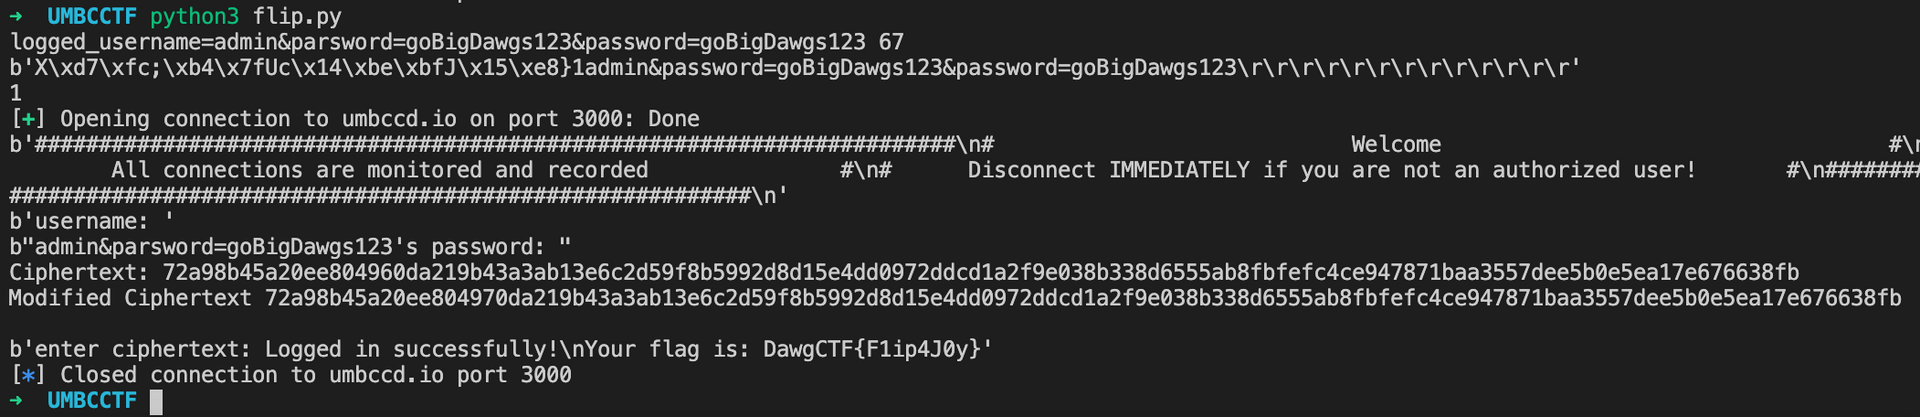 → UMBCCTF python3 flip.py
logged_username=admin&parsword=goBigDawgs123&password=goBigDawgs123 67
b'X\xd7\xfc;\xb4\x7fUc\x14\xbe\xbfJ\x15\xe8}1admin&password=goBigDawgs123&password=goBigDawgs123\r\r\r\r\r\r\r\r\r\r\r\r\r'
1
[+] Opening connection to umbccd.io on port 3000: Done
b'########################################################################\n# Welcome #\n
All connections are monitored and recorded #\n# Disconnect IMMEDIATELY if you are not an authorized user! #\n########
##########################################################\n'
b'username: '
b"admin&parsword=goBigDawgs123's password: "
Ciphertext: 72a98b45a20ee804960da219b43a3ab13e6c2d59f8b5992d8d15e4dd0972ddcd1a2f9e038b338d6555ab8fbfefc4ce947871baa3557dee5b0e5ea17e676638fb
Modified Ciphertext 72a98b45a20ee804970da219b43a3ab13e6c2d59f8b5992d8d15e4dd0972ddcd1a2f9e038b338d6555ab8fbfefc4ce947871baa3557dee5b0e5ea17e676638fb
b'enter ciphertext: Logged in successfully!\nYour flag is: DawgCTF{F1ip4J0y}'
[*] Closed connection to umbccd.io port 3000
→ UMBCCTF